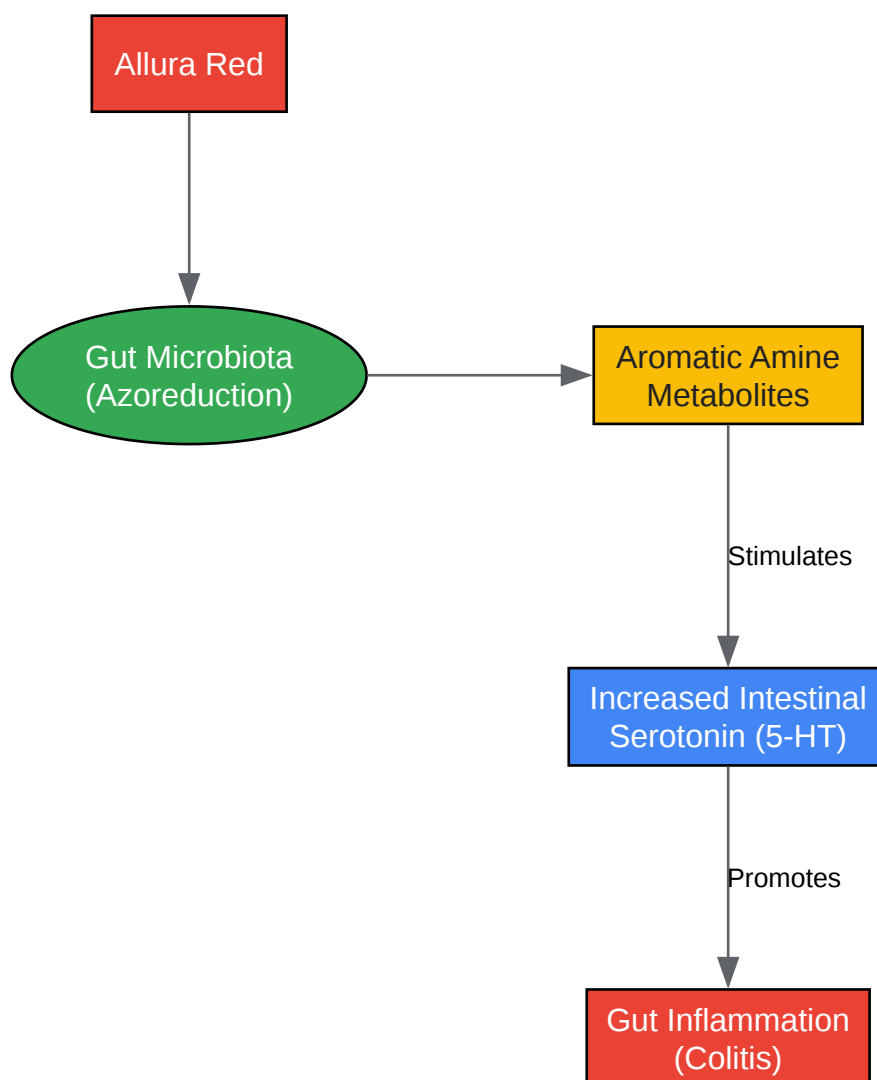 Allura Red
Gut Microbiota
(Azoreduction)
Aromatic Amine
Metabolites
Stimulates
Increased Intestinal
Serotonin (5-HT)
Promotes
Gut Inflammation
(Colitis)